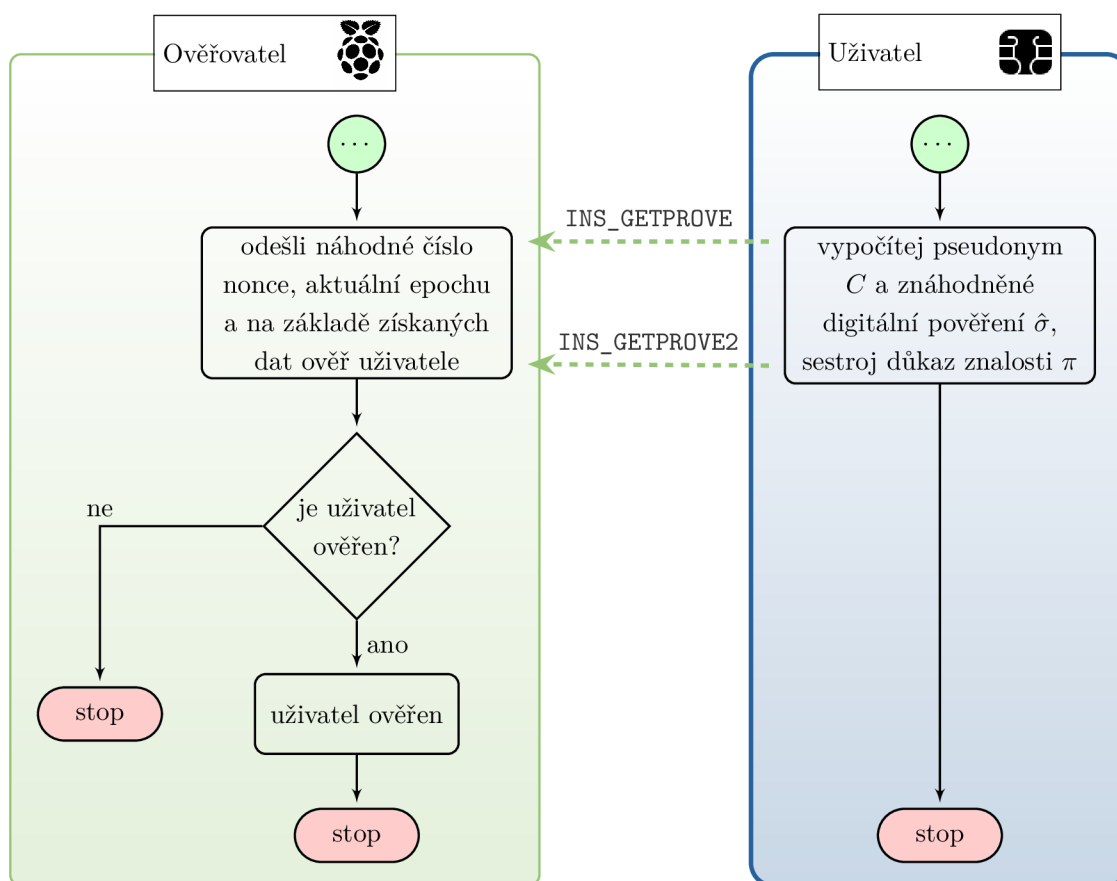 Ověřovatel
Uživatel
...
...
INS_GETPROVE
odešli náhodné číslo
nonce, aktuální epochu
a na základě získaných
dat ověř uživatele
vypočítej pseudonym
C a znáhodněné
digitální pověření σ̂,
sestroj důkaz znalosti π
INS_GETPROVE2
je uživatel
ověřen?
ne
ano
stop
uživatel ověřen
stop
stop